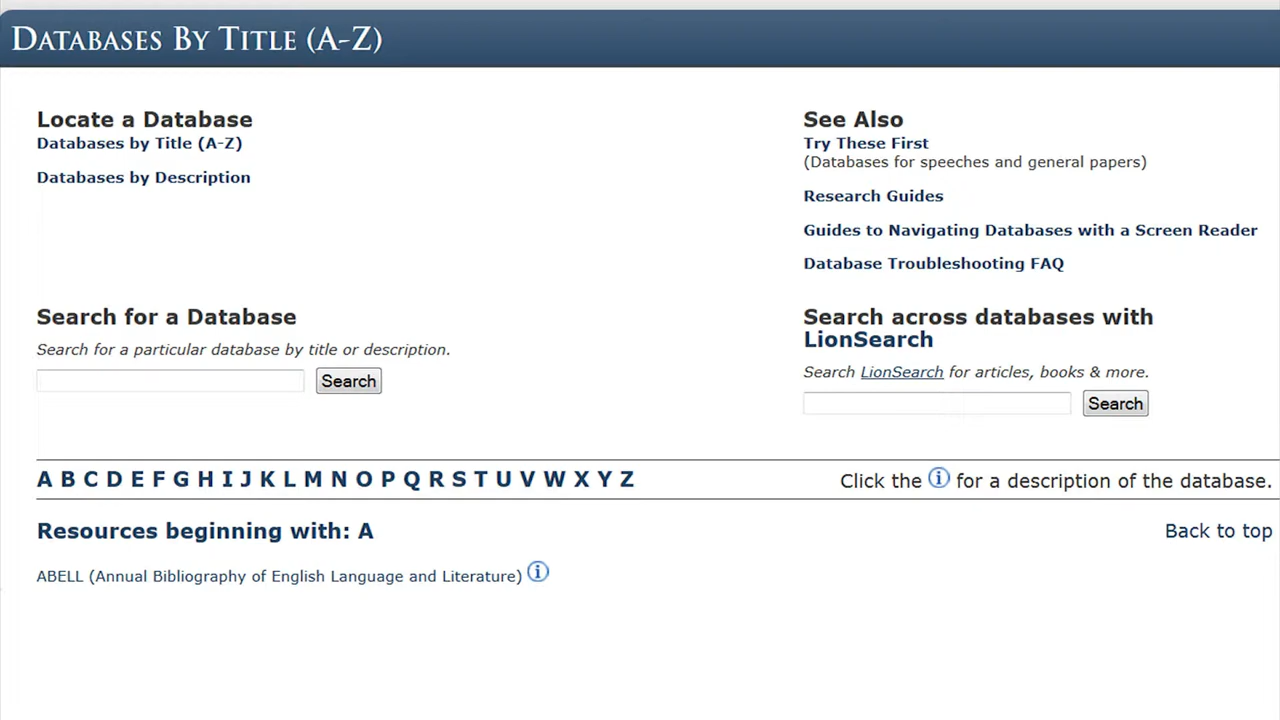 Databases By Title (A-Z)
Locate a Database
Databases by Title (A-Z)
Databases by Description
See Also
Try These First
(Databases for speeches and general papers)
Research Guides
Guides to Navigating Databases with a Screen Reader
Database Troubleshooting FAQ
Search for a Database
Search for a particular database by title or description.
Search
Search across databases with
LionSearch
Search LionSearch for articles, books & more.
Search
A B C D E F G H I J K L M N O P Q R S T U V W X Y Z
Click the i for a description of the database.
Resources beginning with: A
Back to top
ABELL (Annual Bibliography of English Language and Literature) i